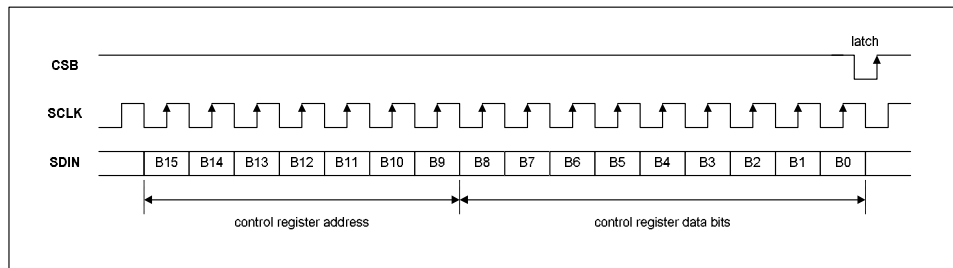 latch
CSB
SCLK
SDIN B15 B14 B13 B12 B11 B10 B9 B8 B7 B6 B5 B4 B3 B2 B1 B0
control register address control register data bits